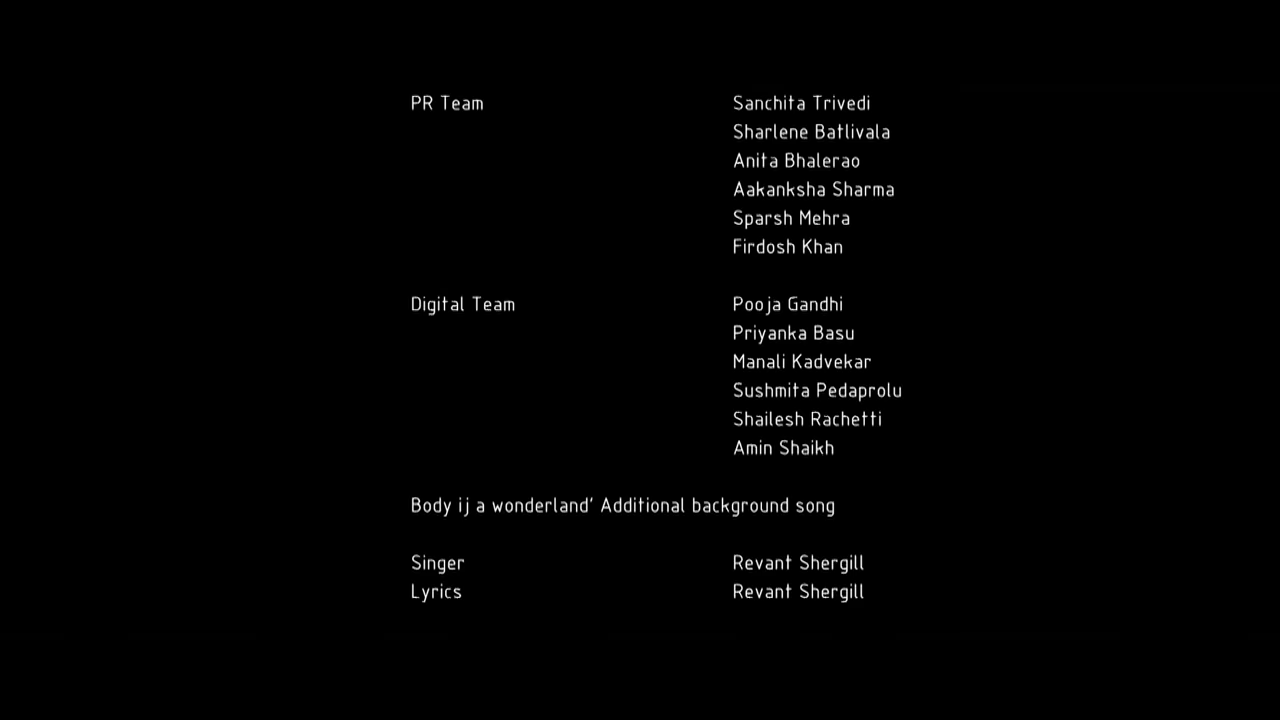 PR Team Sanchita Trivedi
Sharlene Batlivala
Anita Bhalerao
Aakanksha Sharma
Sparsh Mehra
Firdosh Khan
Digital Team Pooja Gandhi
Priyanka Basu
Manali Kadvekar
Sushmita Pedaprolu
Shailesh Rachetti
Amin Shaikh
Body ij a wonderland' Additional background song
Singer Revant Shergill
Lyrics Revant Shergill